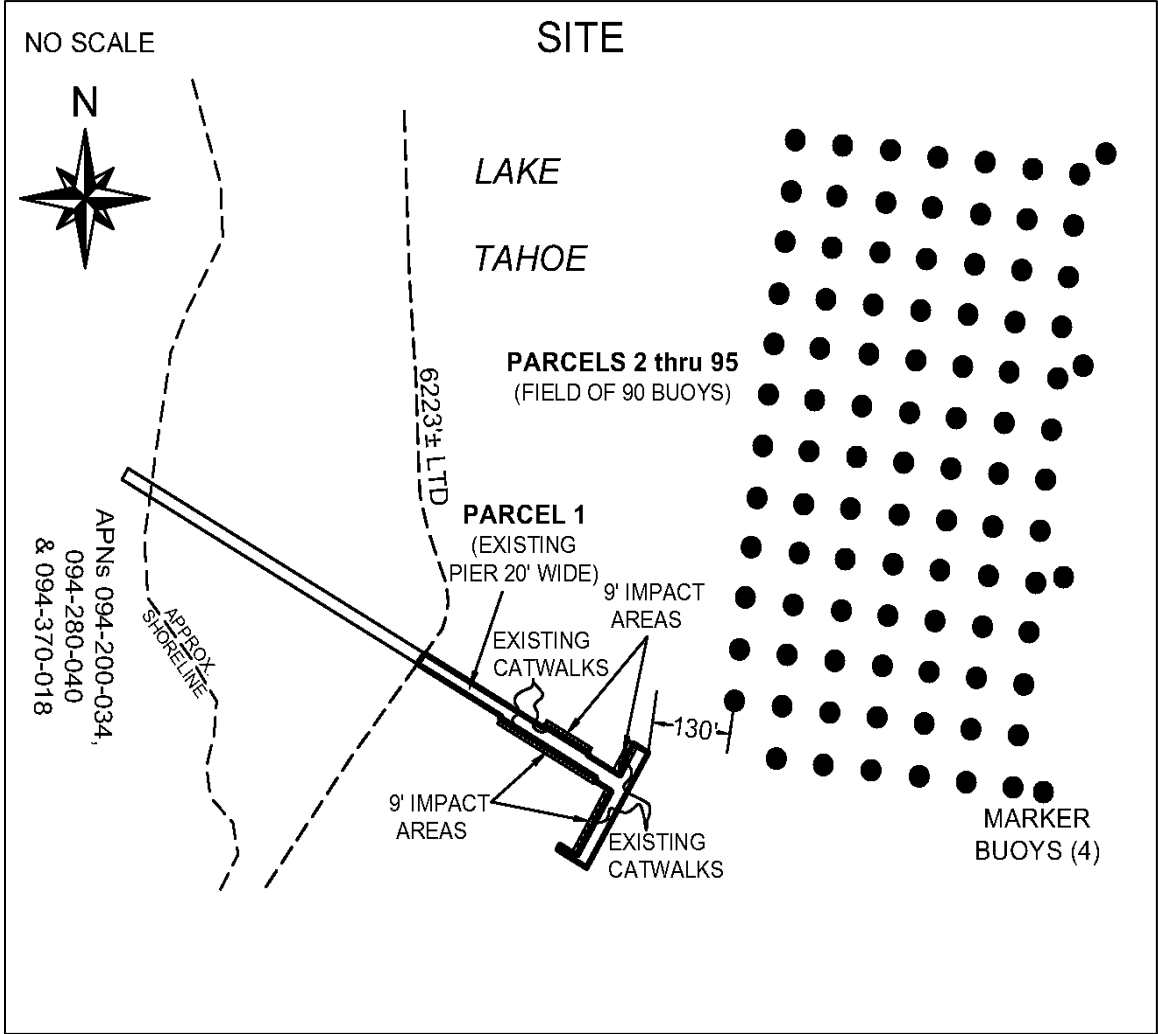 NO SCALE
SITE
N
LAKE
TAHOE
PARCELS 2 thru 95
(FIELD OF 90 BUOYS)
6223'± LTD
PARCEL 1
(EXISTING
PIER 20' WIDE)
9' IMPACT
AREAS
EXISTING
CATWALKS
APNs 094-200-034,
094-280-040
& 094-370-018
APPROX.
SHORELINE
130'
9' IMPACT
AREAS
EXISTING
CATWALKS
MARKER
BUOYS (4)